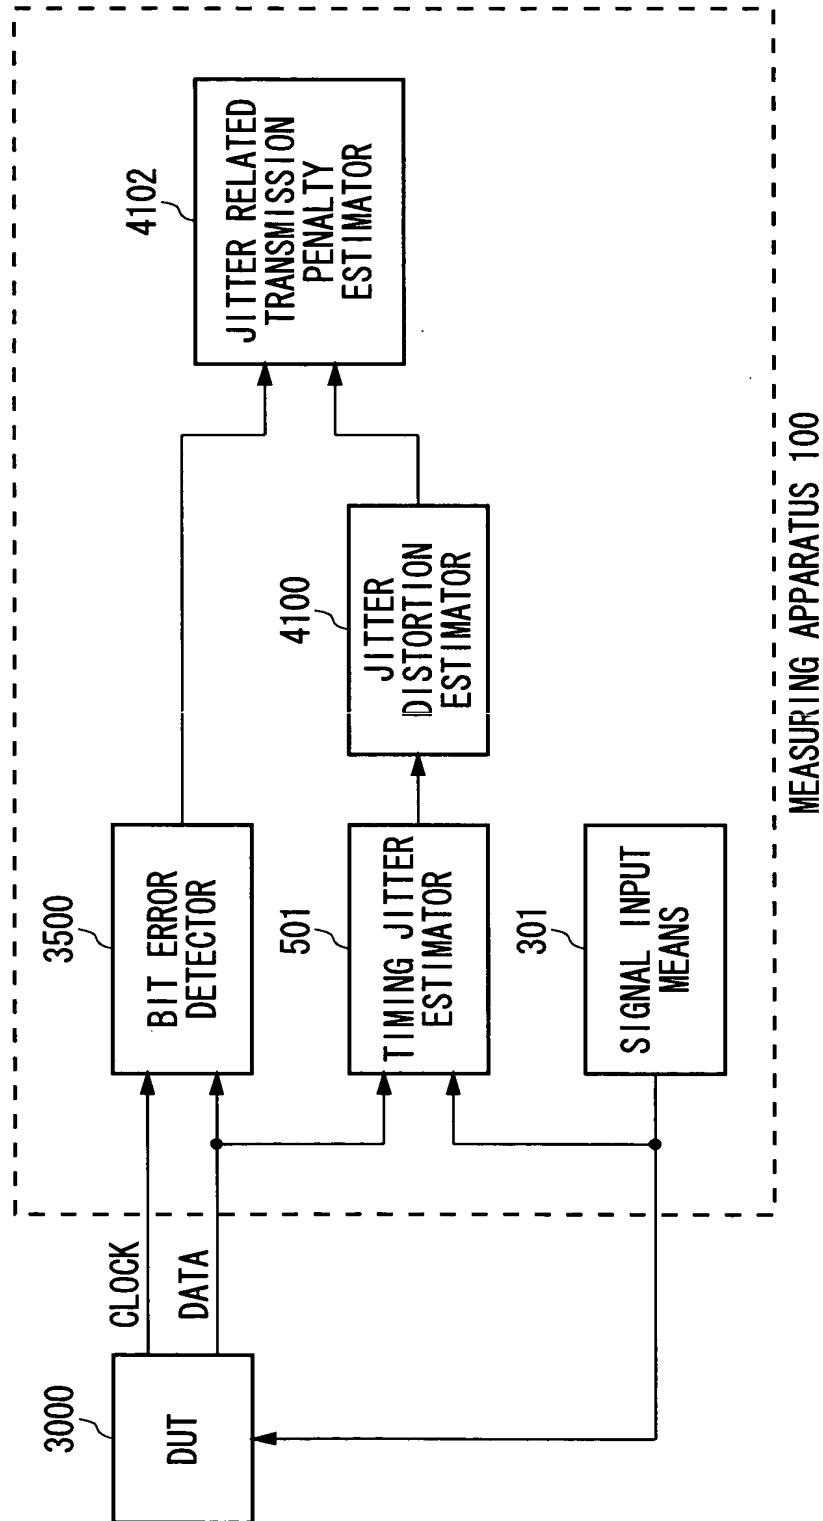 3000
DUT
CLOCK
DATA
3500
BIT ERROR
DETECTOR
501
TIMING JITTER
ESTIMATOR
301
SIGNAL INPUT
MEANS
4100
JITTER
DISTORTION
ESTIMATOR
4102
JITTER RELATED
TRANSMISSION
PENALTY
ESTIMATOR
MEASURING APPARATUS 100